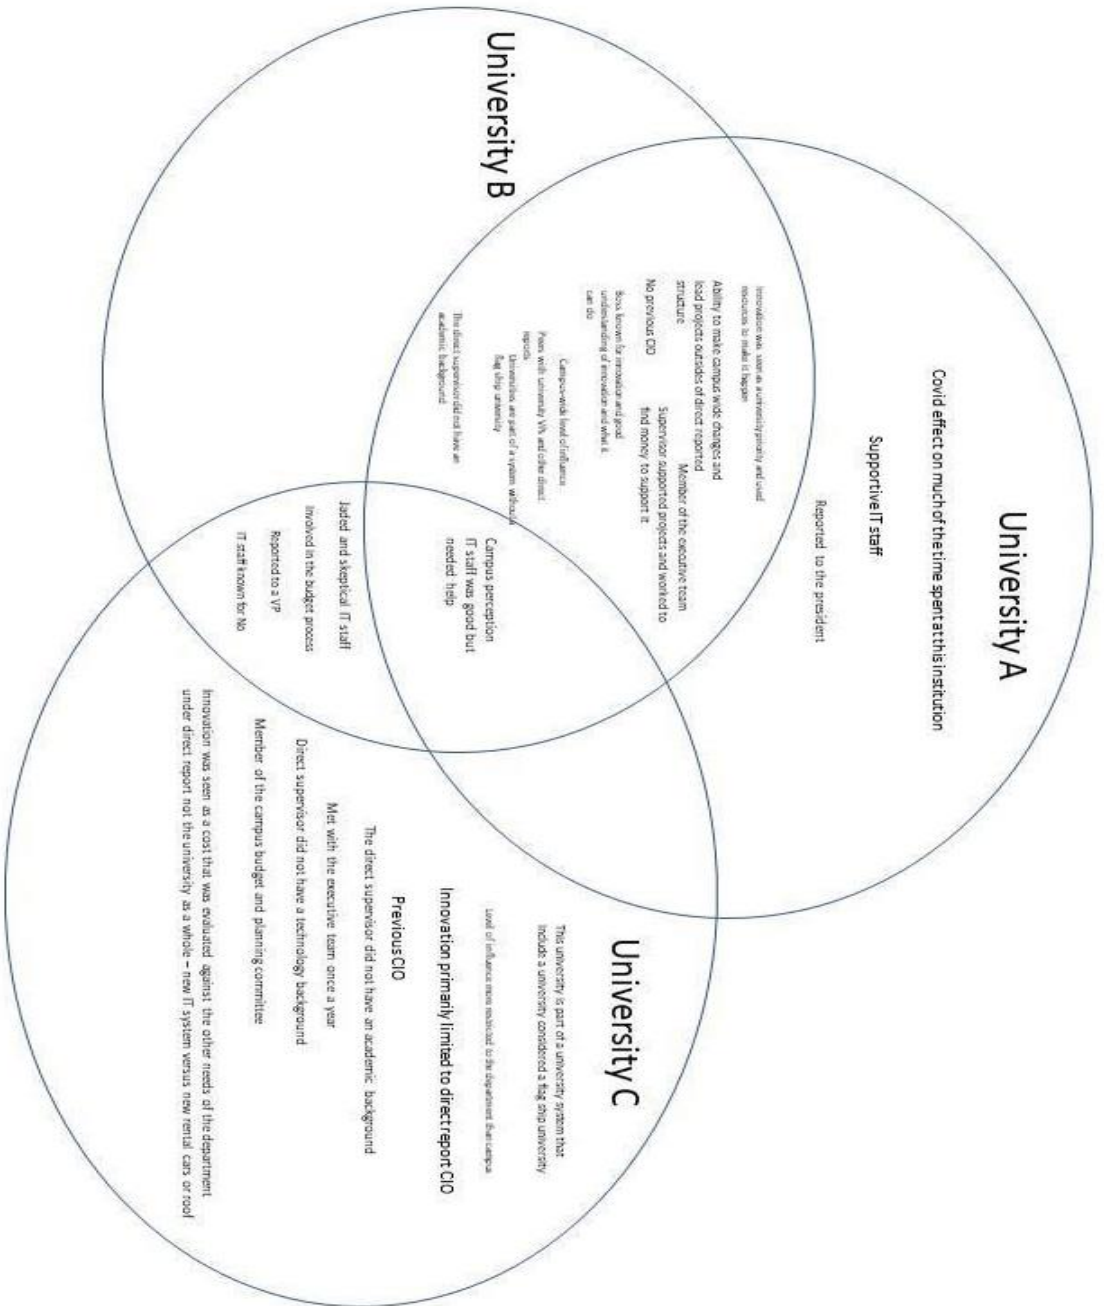 University A
Covid effect on much of the time spent at this institution
Supportive IT staff
Reported to the president
Innovation was seen as a university priority and used
resources to make it happen
Ability to make campus wide changes and
lead projects outsides of direct reported
structure
Member of the executive team
No previous CIO
Supervisor supported projects and worked to
find money to support it
Boss known for innovation and good
understanding of innovation and what it
can do
Campus-wide level of influence
Peers with university VPs and other direct
reports
Universities are part of a system without a
flag ship university
The direct supervisor did not have an
academic background
University B
Campus perception
IT staff was good but
needed help
Jaded and skeptical IT staff
Involved in the budget process
Reported to a VP
IT staff known for No
University C
This university is part of a university system that
include a university considered a flag ship university
Level of influence more restricted to the department than campus
Innovation primarily limited to direct report CIO
Previous CIO
The direct supervisor did not have an academic background
Met with the executive team once a year
Direct supervisor did not have a technology background
Member of the campus budget and planning committee
Innovation was seen as a cost that was evaluated against the other needs of the department
under direct report not the university as a whole – new IT system versus new rental cars or roof